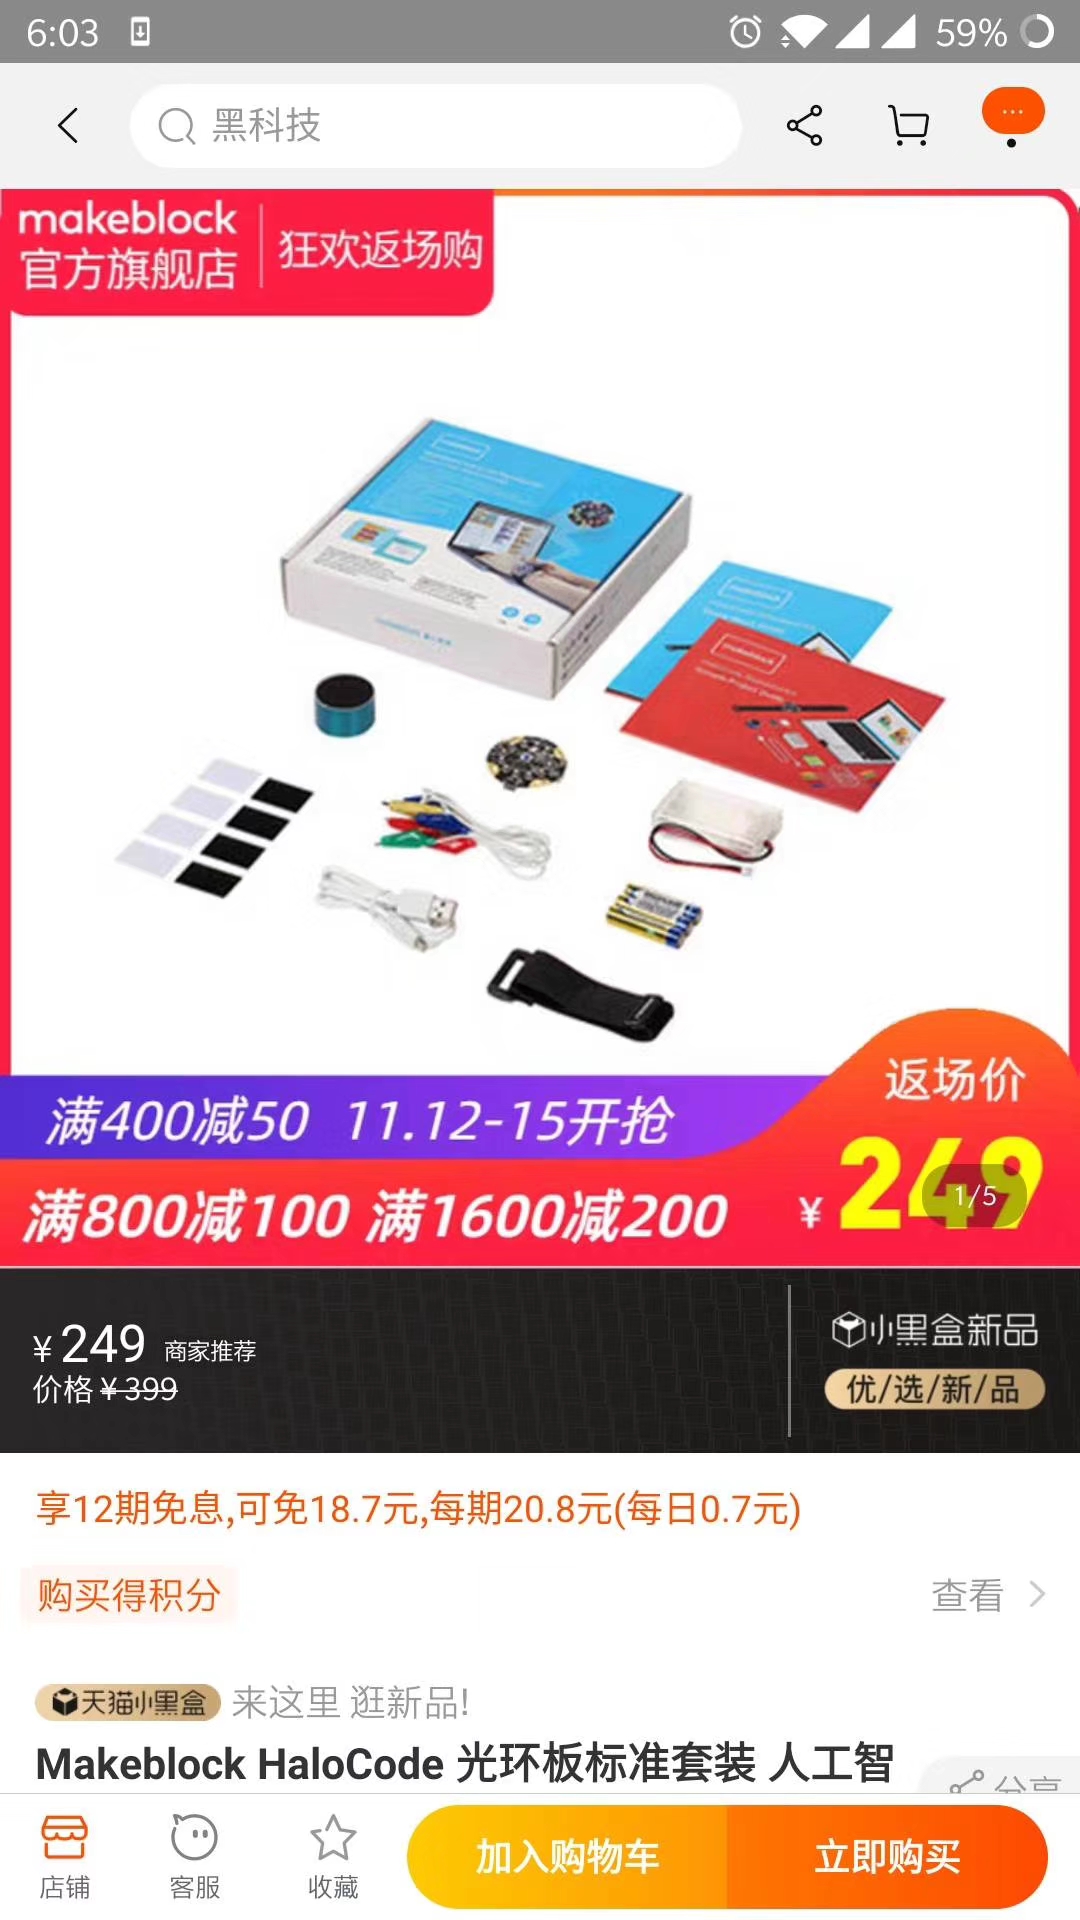 6:03
59%
黑科技
makeblock
官方旗舰店
狂欢返场购
makeblock
满400减50 11.12-15开抢
返场价
满800减100 满1600减200
¥249
1/5
¥249 商家推荐
价格¥399
小黑盒新品
优/选/新/品
享12期免息,可免18.7元,每期20.8元(每日0.7元)
购买得积分
查看
天猫小黑盒 来这里 逛新品!
Makeblock HaloCode 光环板标准套装 人工智
分享
店铺
客服
收藏
加入购物车
立即购买